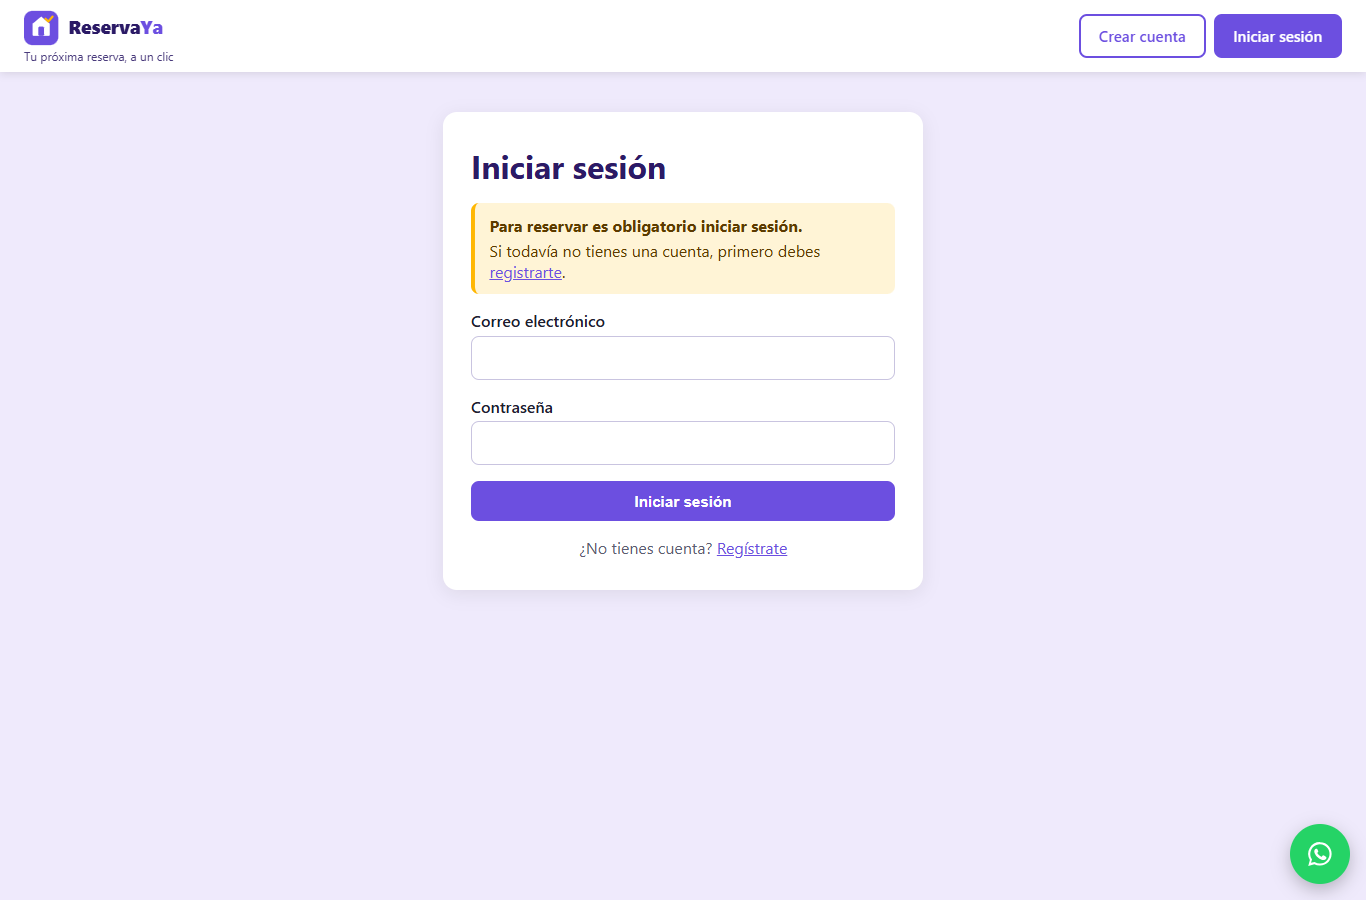 ReservaYa
Tu próxima reserva, a un clic
Crear cuenta
Iniciar sesión
Iniciar sesión
Para reservar es obligatorio iniciar sesión.
Si todavía no tienes una cuenta, primero debes
registrarte.
Correo electrónico
Contraseña
Iniciar sesión
¿No tienes cuenta? Regístrate